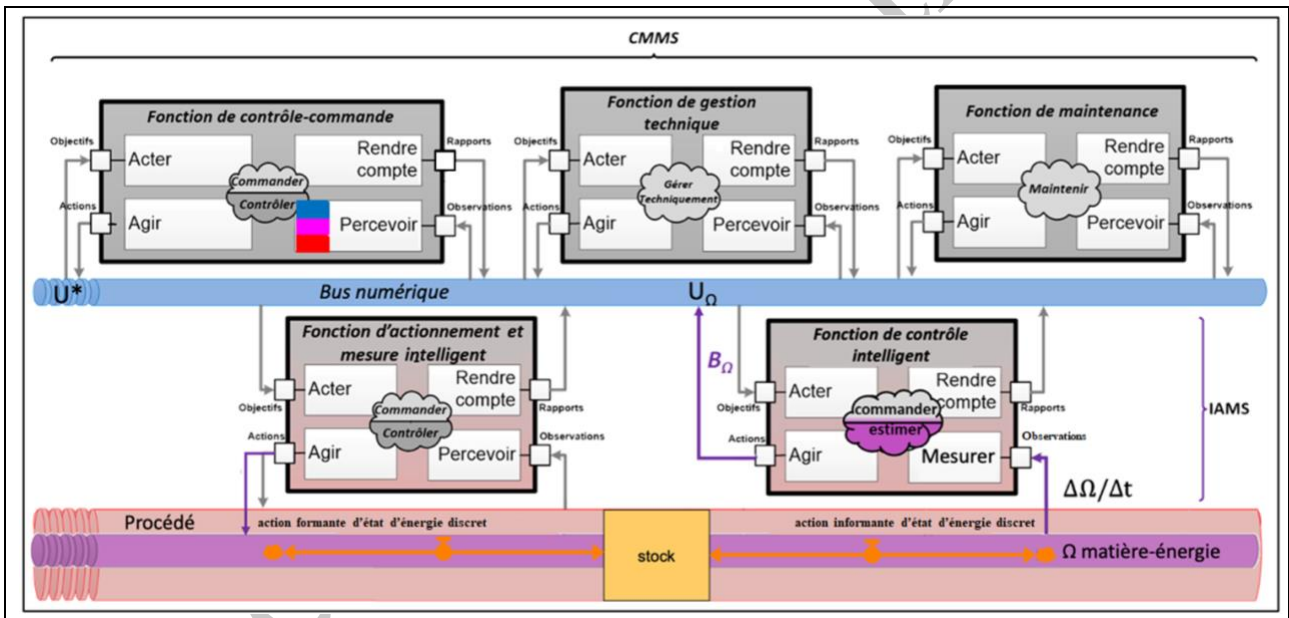 CMMS
Fonction de contrôle-commande
Objectifs
Acter
Rendre
compte
Rapports
Commander
Contrôler
Actions
Agir
Percevoir
Observations
Fonction de gestion
technique
Objectifs
Acter
Rendre
compte
Rapports
Gérer
Techniquement
Actions
Agir
Percevoir
Observations
Fonction de maintenance
Objectifs
Acter
Rendre
compte
Rapports
Maintenir
Actions
Agir
Percevoir
Observations
U*
Bus numérique
UΩ
Fonction d'actionnement et
mesure intelligent
Acter
Rendre
compte
Objectifs
Rapports
Commander
Contrôler
Actions
Agir
Percevoir
Observations
BΩ
Fonction de contrôle
intelligent
Acter
Rendre
compte
Objectifs
Rapports
commander
estimer
Actions
Agir
Mesurer
Observations
IAMS
ΔΩ/Δt
Procédé
action formante d'état d'énergie discret
action informante d'état d'énergie discret
stock
Ω matière-énergie